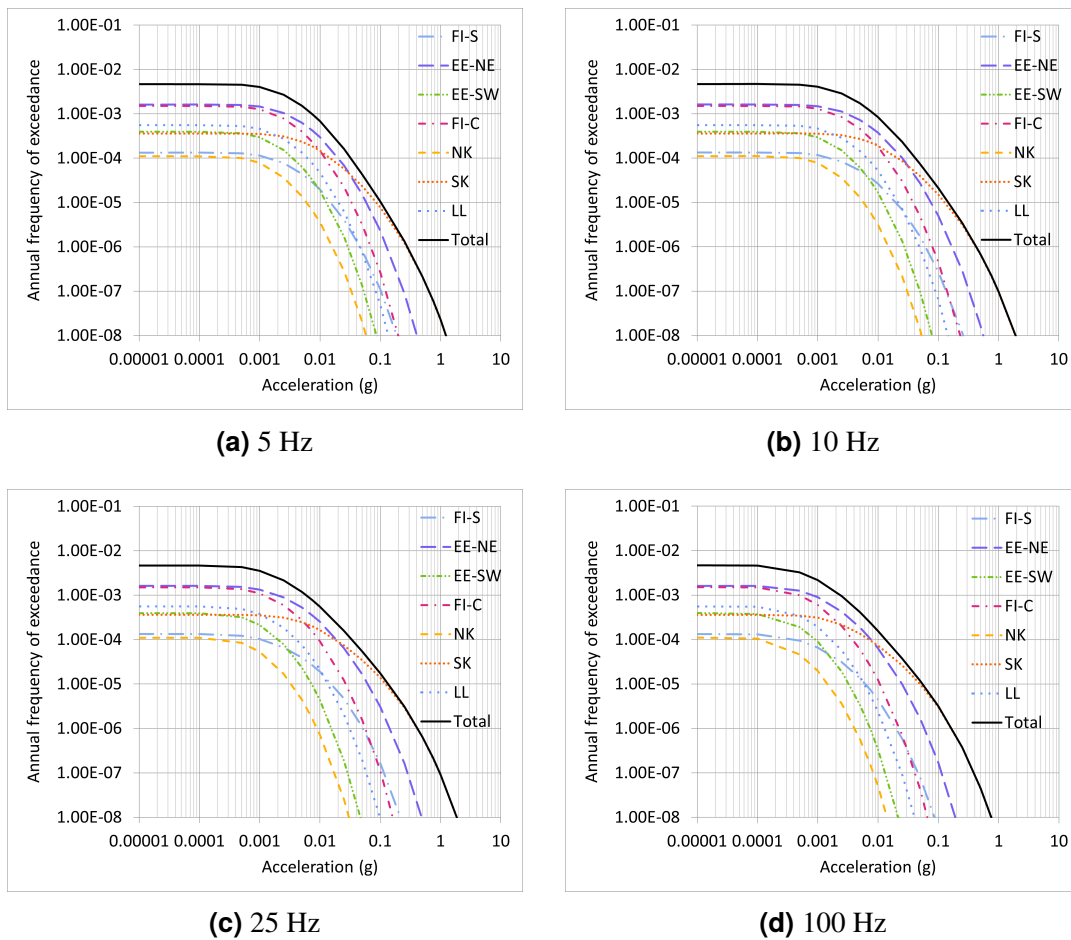 1.00E-01
1.00E-02
1.00E-03
1.00E-04
1.00E-05
1.00E-06
1.00E-07
1.00E-08
Annual frequency of exceedance
FI-S
EE-NE
EE-SW
FI-C
NK
SK
LL
Total
0.00001 0.0001 0.001 0.01 0.1 1 10
Acceleration (g)
(a) 5 Hz
1.00E-01
1.00E-02
1.00E-03
1.00E-04
1.00E-05
1.00E-06
1.00E-07
1.00E-08
Annual frequency of exceedance
FI-S
EE-NE
EE-SW
FI-C
NK
SK
LL
Total
0.00001 0.0001 0.001 0.01 0.1 1 10
Acceleration (g)
(b) 10 Hz
1.00E-01
1.00E-02
1.00E-03
1.00E-04
1.00E-05
1.00E-06
1.00E-07
1.00E-08
Annual frequency of exceedance
FI-S
EE-NE
EE-SW
FI-C
NK
SK
LL
Total
0.00001 0.0001 0.001 0.01 0.1 1 10
Acceleration (g)
(c) 25 Hz
1.00E-01
1.00E-02
1.00E-03
1.00E-04
1.00E-05
1.00E-06
1.00E-07
1.00E-08
Annual frequency of exceedance
FI-S
EE-NE
EE-SW
FI-C
NK
SK
LL
Total
0.00001 0.0001 0.001 0.01 0.1 1 10
Acceleration (g)
(d) 100 Hz